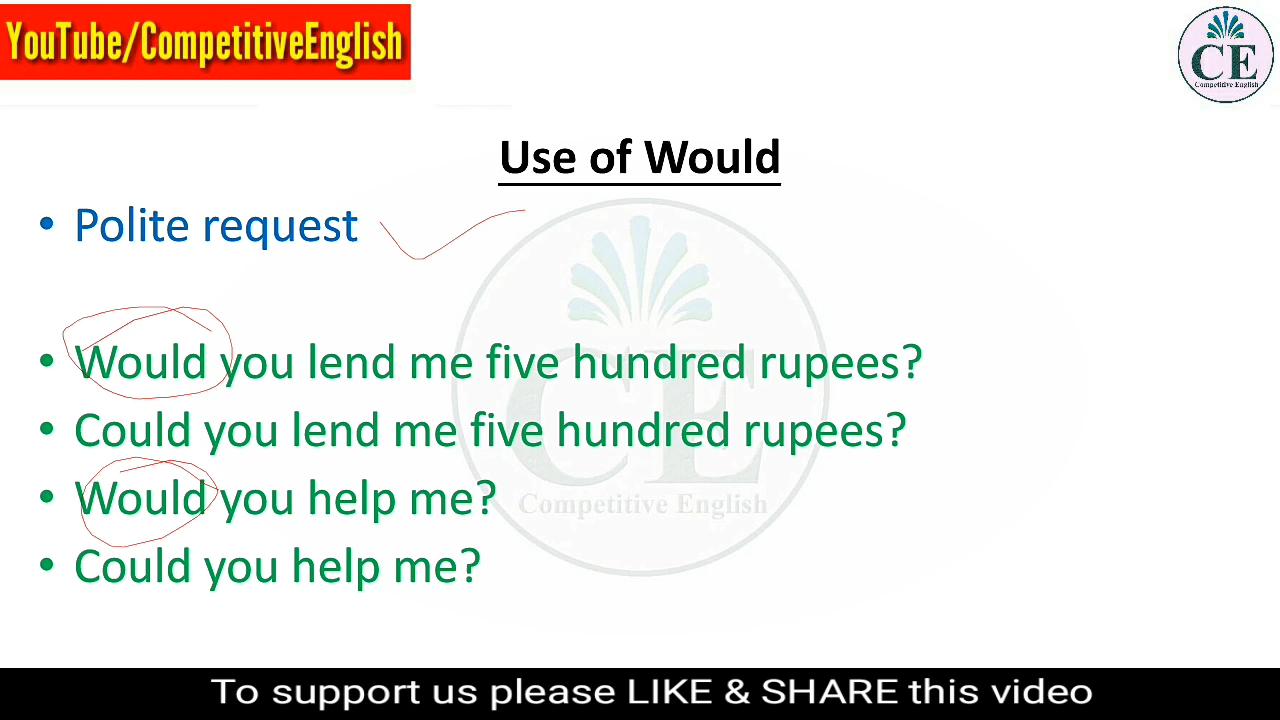 YouTube/CompetitiveEnglish
CE
Competitive English
Use of Would
• Polite request
• Would you lend me five hundred rupees?
• Could you lend me five hundred rupees?
• Would you help me?
• Could you help me?
CE
Competitive English
To support us please LIKE & SHARE this video